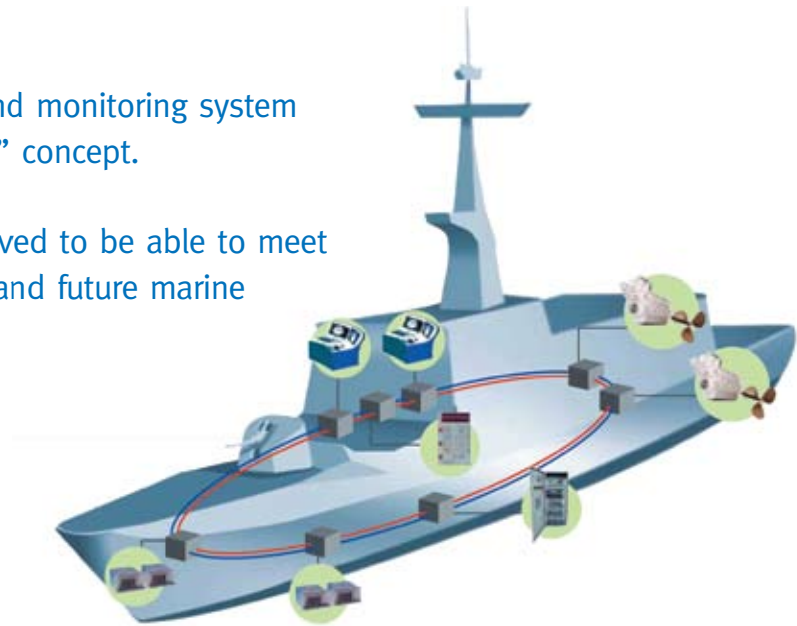 nd monitoring system
” concept.
ved to be able to meet
and future marine